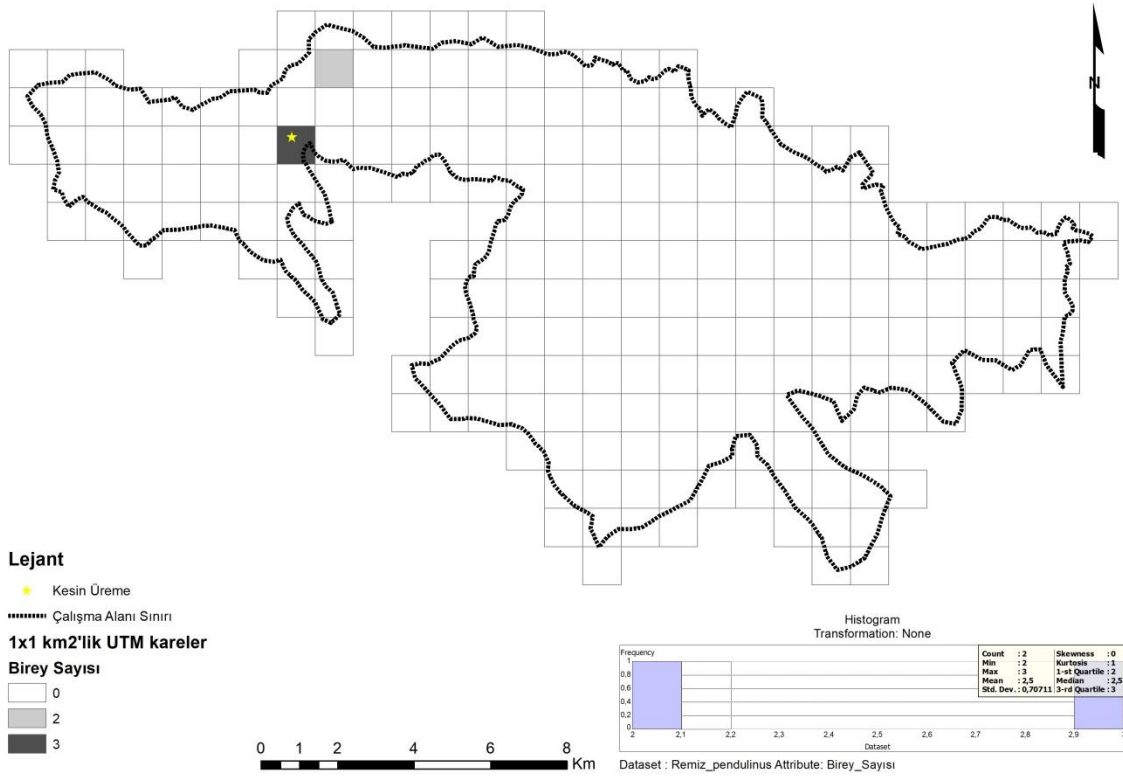 N
Lejant
Kesin Üreme
Çalışma Alanı Sınırı
1x1 km2'lik UTM kareler
Birey Sayısı
0
2
3
0 1 2 4 6 8
Km
Histogram
Transformation: None
Frequency
Count : 2 Skewness : 0
Min : 2 Kurtosis : 1
Max : 3 1-st Quartile : 2
Mean : 2,5 Median : 2,5
Std. Dev. : 0,70711 3-rd Quartile : 3
1
0,8
0,6
0,4
0,2
0
2 2,1 2,2 2,3 2,4 2,5 2,6 2,7 2,8 2,9
Dataset
Dataset : Remiz_pendulinus Attribute: Birey_Sayısı